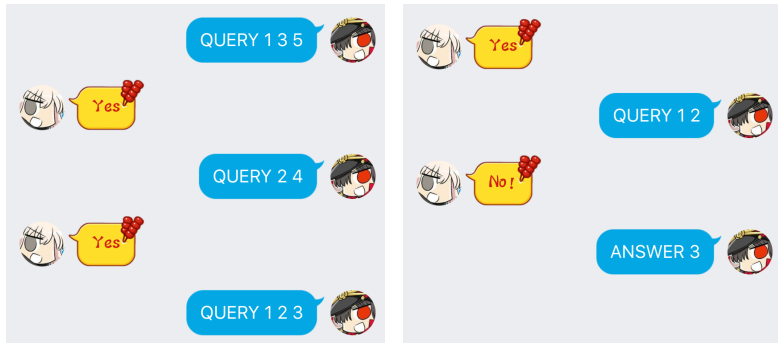 QUERY 1 3 5
Yes
QUERY 2 4
Yes
QUERY 1 2 3
Yes
QUERY 1 2
No!
ANSWER 3